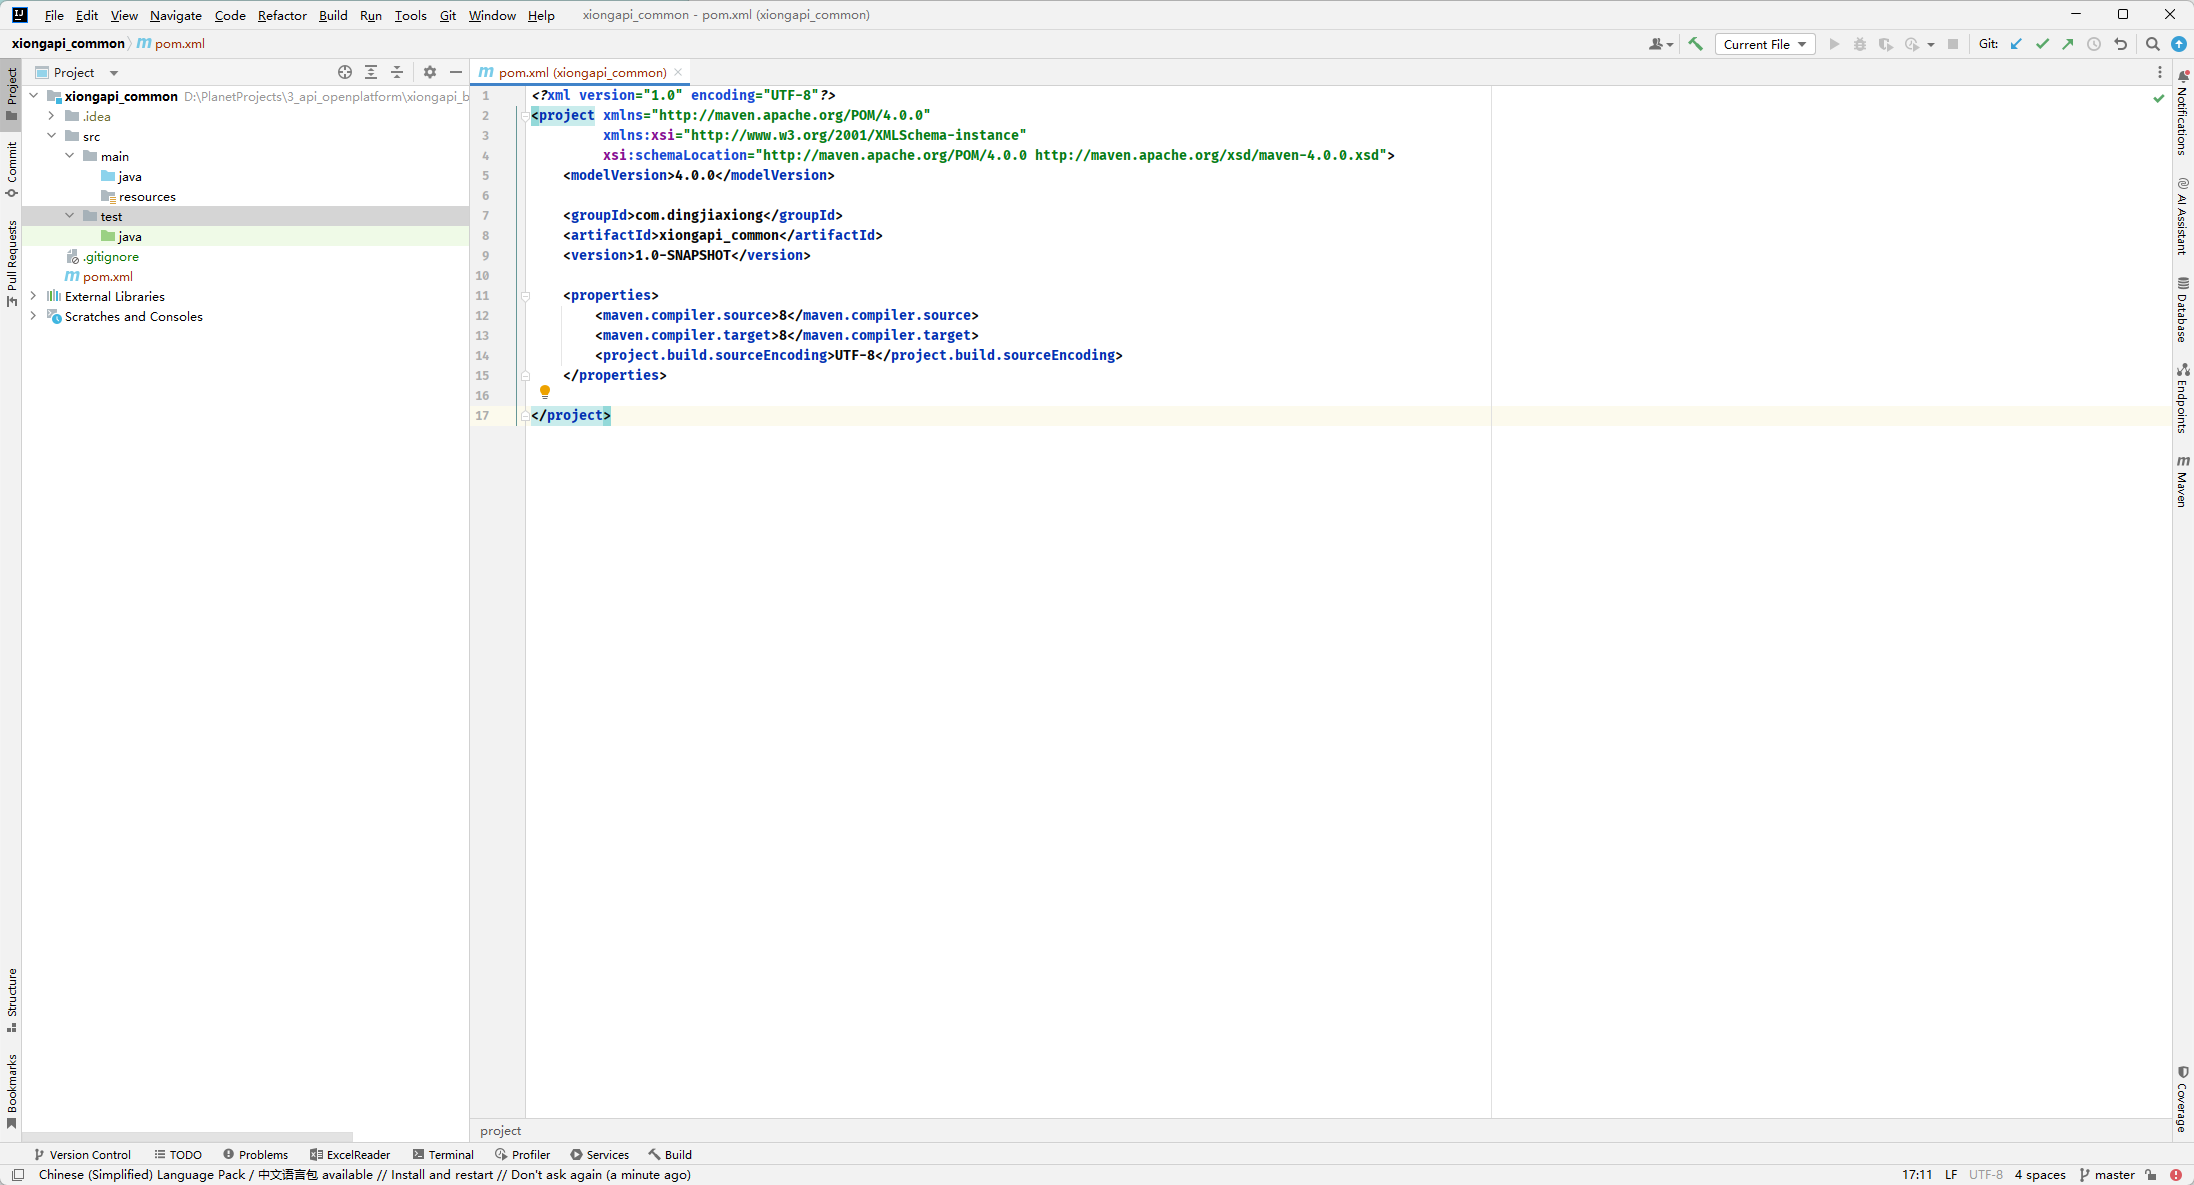 File Edit View Navigate Code Refactor Build Run Tools Git Window Help xiongapi_common - pom.xml (xiongapi_common)
xiongapi_common pom.xml Current File Git:
Project
pom.xml (xiongapi_common)
xiongapi_common D:\PlanetProjects\3_api_openplatform\xiongapi_b
.idea
src
main
java
resources
test
java
.gitignore
pom.xml
External Libraries
Scratches and Consoles
1 <?xml version="1.0" encoding="UTF-8"?>
2 <project xmlns="http://maven.apache.org/POM/4.0.0"
3 xmlns:xsi="http://www.w3.org/2001/XMLSchema-instance"
4 xsi:schemaLocation="http://maven.apache.org/POM/4.0.0 http://maven.apache.org/xsd/maven-4.0.0.xsd">
5 <modelVersion>4.0.0</modelVersion>
6
7 <groupId>com.dingjiaxiong</groupId>
8 <artifactId>xiongapi_common</artifactId>
9 <version>1.0-SNAPSHOT</version>
10
11 <properties>
12 <maven.compiler.source>8</maven.compiler.source>
13 <maven.compiler.target>8</maven.compiler.target>
14 <project.build.sourceEncoding>UTF-8</project.build.sourceEncoding>
15 </properties>
16
17 </project>
project
Project
Commit
Pull Requests
Structure
Bookmarks
Notifications
AI Assistant
Database
Endpoints
Maven
Coverage
Version Control TODO Problems ExcelReader Terminal Profiler Services Build
Chinese (Simplified) Language Pack / 中文语言包 available // Install and restart // Don't ask again (a minute ago) 17:11 LF UTF-8 4 spaces master